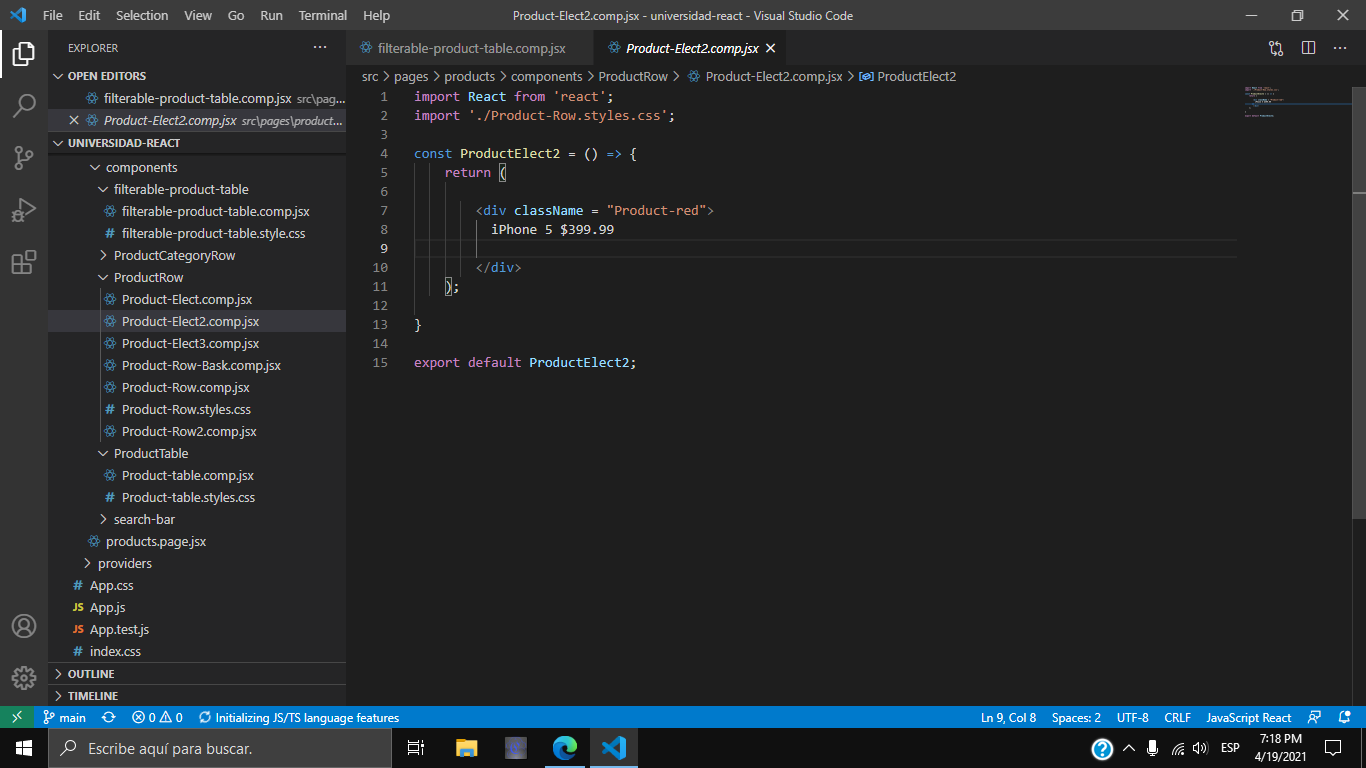 File Edit Selection View Go Run Terminal Help Product-Elect2.comp.jsx - universidad-react - Visual Studio Code
EXPLORER
OPEN EDITORS
filterable-product-table.comp.jsx src\pag...
Product-Elect2.comp.jsx src\pages\product...
UNIVERSIDAD-REACT
components
filterable-product-table
filterable-product-table.comp.jsx
# filterable-product-table.style.css
ProductCategoryRow
ProductRow
Product-Elect.comp.jsx
Product-Elect2.comp.jsx
Product-Elect3.comp.jsx
Product-Row-Bask.comp.jsx
Product-Row.comp.jsx
# Product-Row.styles.css
Product-Row2.comp.jsx
ProductTable
Product-table.comp.jsx
# Product-table.styles.css
search-bar
products.page.jsx
providers
# App.css
JS App.js
JS App.test.js
# index.css
OUTLINE
TIMELINE
filterable-product-table.comp.jsx Product-Elect2.comp.jsx
src > pages > products > components > ProductRow > Product-Elect2.comp.jsx > ProductElect2
1 import React from 'react';
2 import './Product-Row.styles.css';
3
4 const ProductElect2 = () => {
5 return (
6
7 <div className = "Product-red">
8 iPhone 5 $399.99
9
10 </div>
11 );
12
13 }
14
15 export default ProductElect2;
main 0 0 Initializing JS/TS language features Ln 9, Col 8 Spaces: 2 UTF-8 CRLF JavaScript React
Escribe aquí para buscar. ESP 7:18 PM
4/19/2021